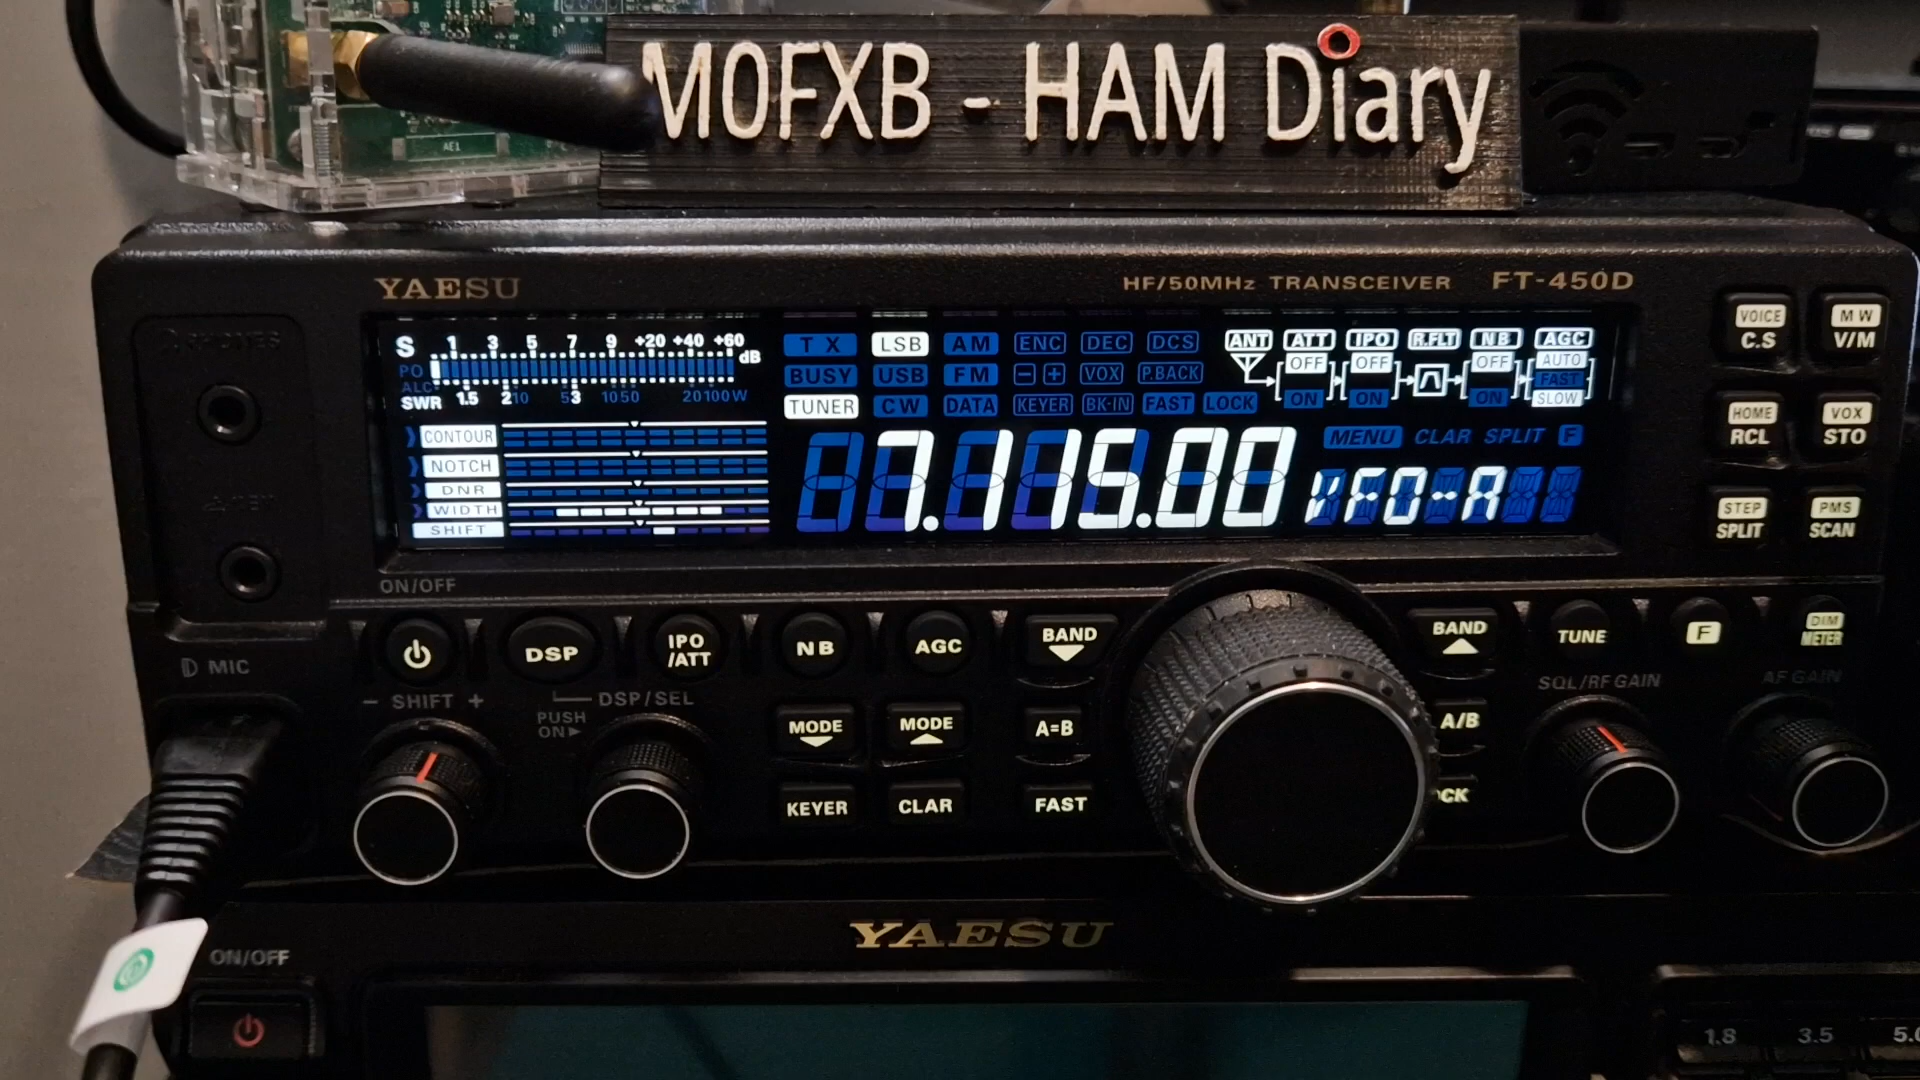 AE1
M0FXB - HAM Diary
YAESU
HF/50MHz TRANSCEIVER FT-450D
PHONES
S 1 3 5 7 9 +20 +40 +60 dB
PO
ALC
SWR 1.5 2 10 5 3 10 50 20 100 W
TX LSB AM ENC DEC DCS
BUSY USB FM - + VOX P.BACK
TUNER CW DATA KEYER BK-IN FAST LOCK
ANT ATT IPO R.FLT NB AGC
OFF OFF OFF AUTO
FAST
ON ON ON SLOW
CONTOUR
NOTCH
DNR
WIDTH
SHIFT
7.115.00
MENU CLAR SPLIT F
VFO-A
VOICE
C.S
M W
V/M
HOME
RCL
VOX
STO
STEP
SPLIT
PMS
SCAN
KEY
ON/OFF
DSP
IPO
/ATT
NB
AGC
BAND
BAND
TUNE
F
DIM
METER
MIC
- SHIFT +
DSP/SEL
PUSH
ON
MODE
MODE
A=B
A/B
KEYER
CLAR
FAST
SQL/RF GAIN
AF GAIN
YAESU
ON/OFF
1.8 3.5